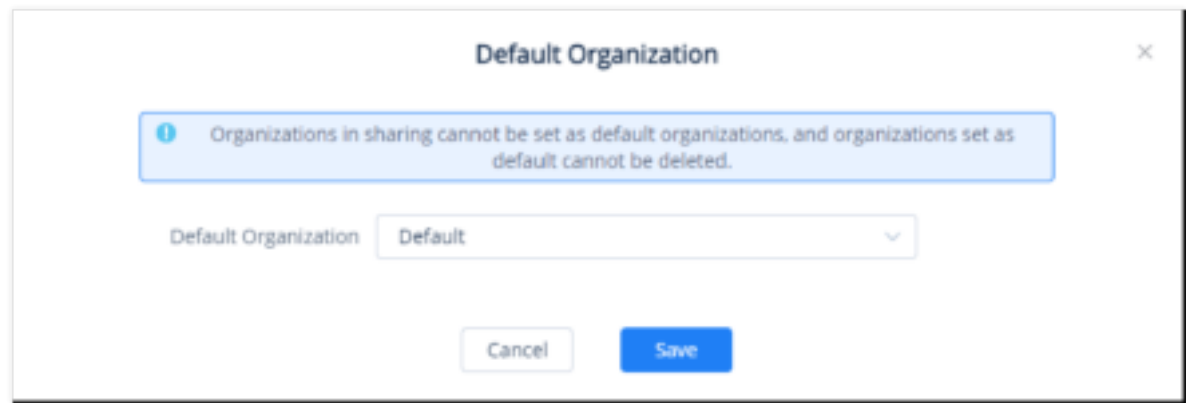 Default Organization
Organizations in sharing cannot be set as default organizations, and organizations set as
default cannot be deleted.
Default Organization Default
Cancel Save